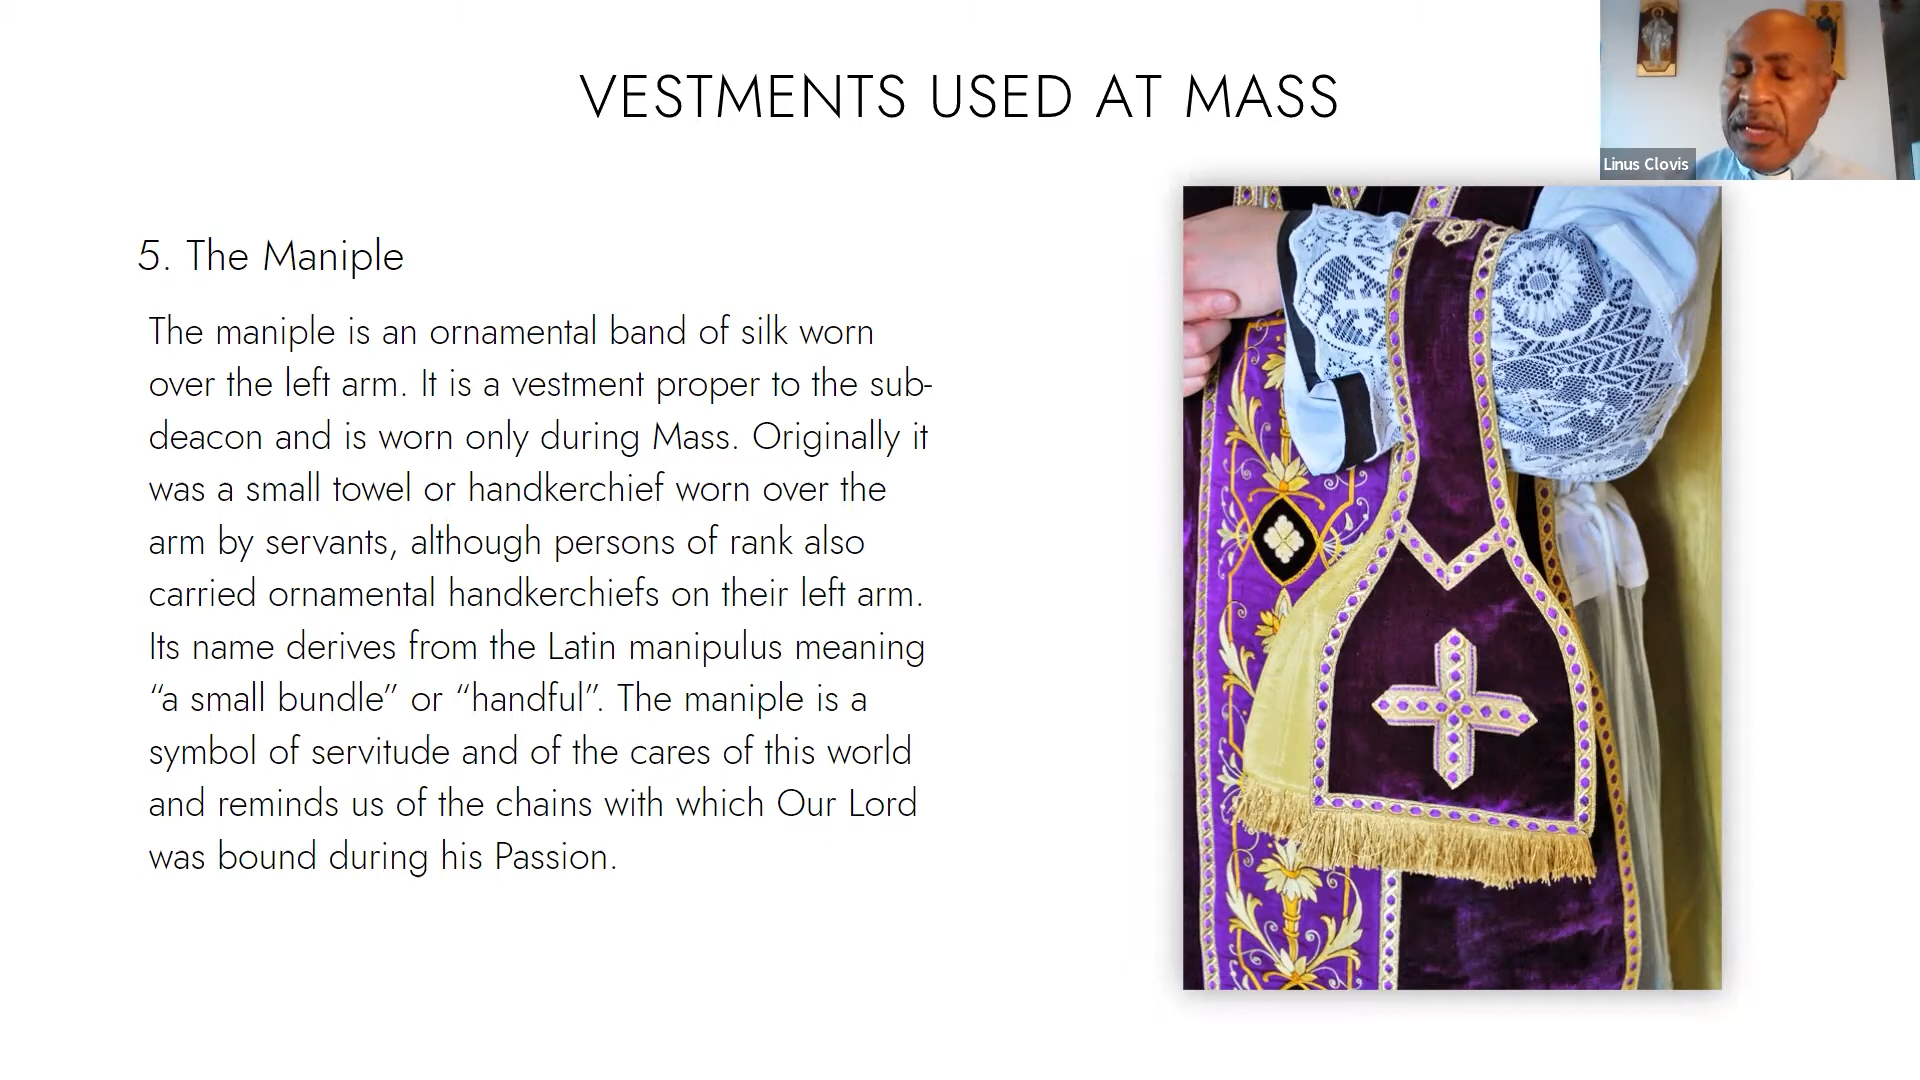 VESTMENTS USED AT MASS
Linus Clovis
5. The Maniple
The maniple is an ornamental band of silk worn
over the left arm. It is a vestment proper to the sub-
deacon and is worn only during Mass. Originally it
was a small towel or handkerchief worn over the
arm by servants, although persons of rank also
carried ornamental handkerchiefs on their left arm.
Its name derives from the Latin manipulus meaning
“a small bundle” or “handful”. The maniple is a
symbol of servitude and of the cares of this world
and reminds us of the chains with which Our Lord
was bound during his Passion.